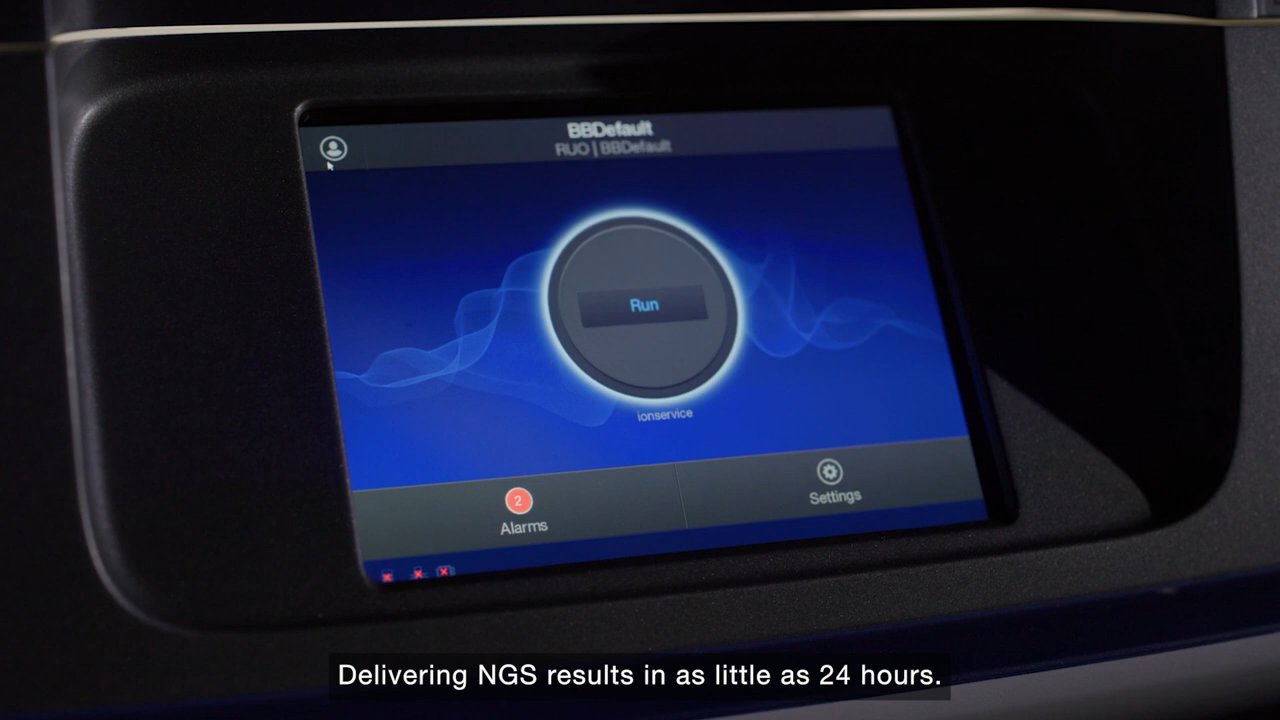 BBDefault
RUO | BBDefault
Run
ionservice
2
Alarms
Settings
Delivering NGS results in as little as 24 hours.